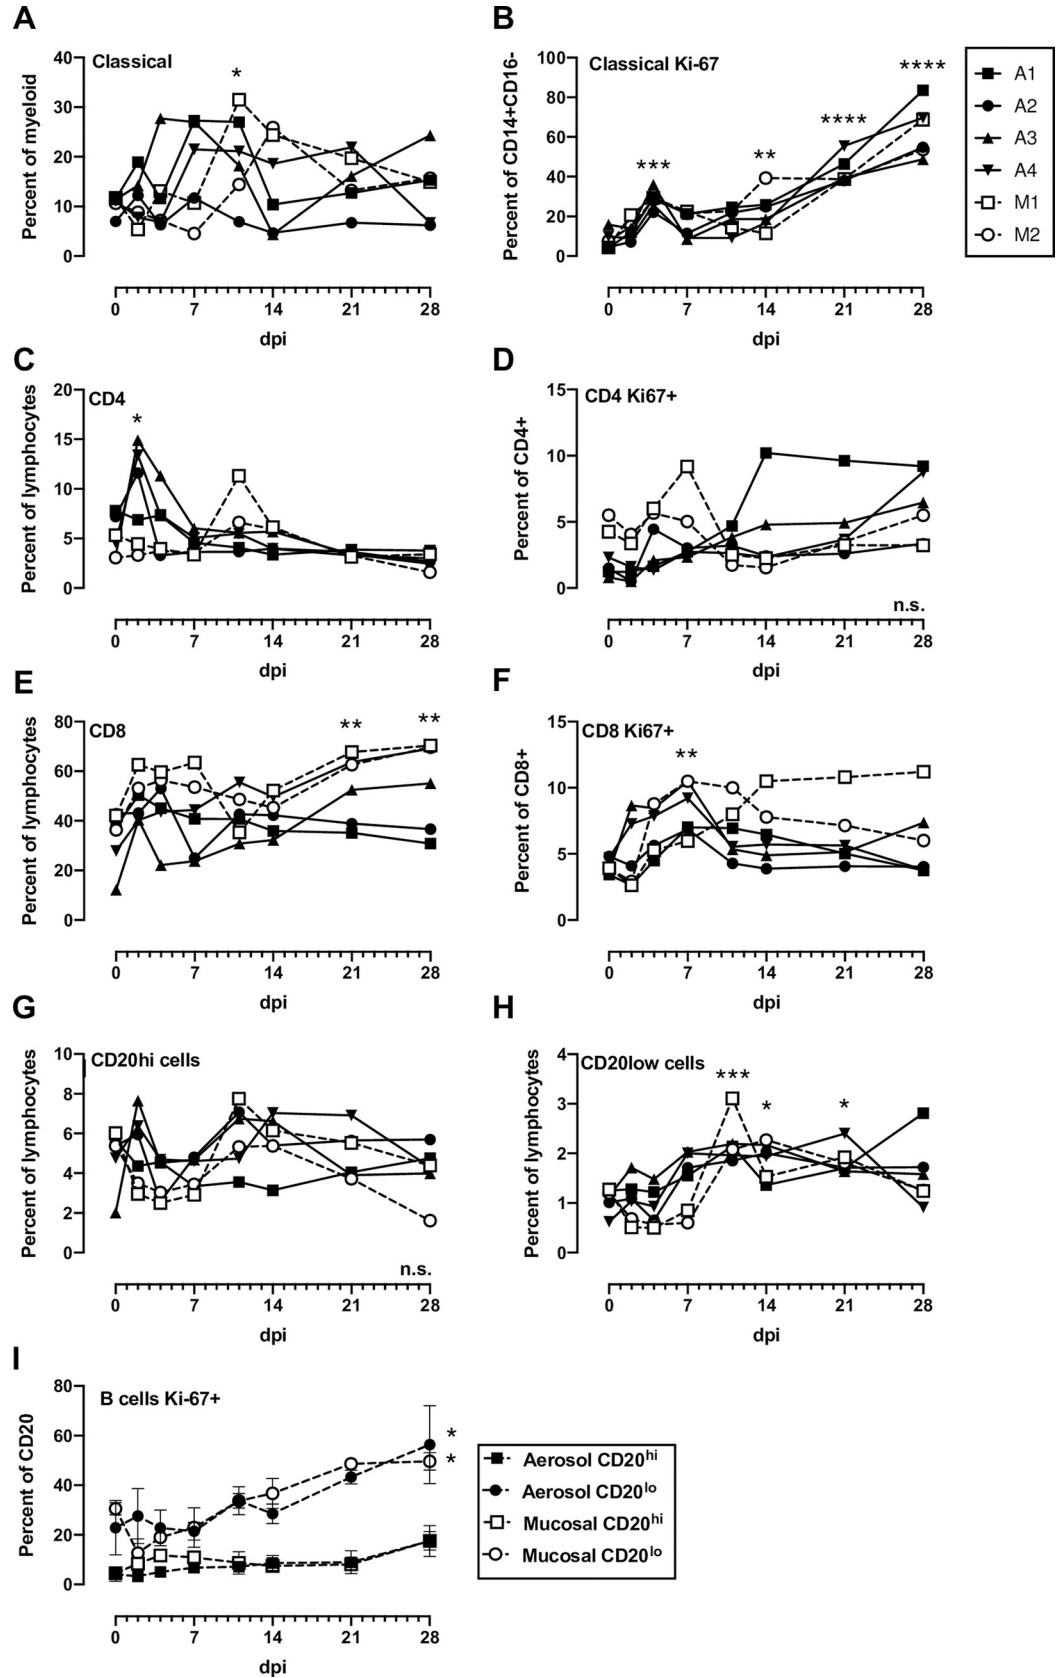 A
Classical
*
Percent of myeloid
40
30
20
10
0
0 7 14 21 28
dpi
B
Classical Ki-67
***
**
****
****
Percent of CD14+CD16-
100
80
60
40
20
0
0 7 14 21 28
dpi
A1
A2
A3
A4
M1
M2
C
CD4
*
Percent of lymphocytes
20
15
10
5
0
0 7 14 21 28
dpi
D
CD4 Ki67+
Percent of CD4+
15
10
5
0
n.s.
0 7 14 21 28
dpi
E
CD8
**
**
Percent of lymphocytes
80
60
40
20
0
0 7 14 21 28
dpi
F
CD8 Ki67+
**
Percent of CD8+
15
10
5
0
0 7 14 21 28
dpi
G
CD20hi cells
Percent of lymphocytes
10
8
6
4
2
0
n.s.
0 7 14 21 28
dpi
H
CD20low cells
***
*
*
Percent of lymphocytes
4
3
2
1
0
0 7 14 21 28
dpi
I
B cells Ki-67+
*
*
Percent of CD20
80
60
40
20
0
0 7 14 21 28
dpi
Aerosol CD20hi
Aerosol CD20lo
Mucosal CD20hi
Mucosal CD20lo